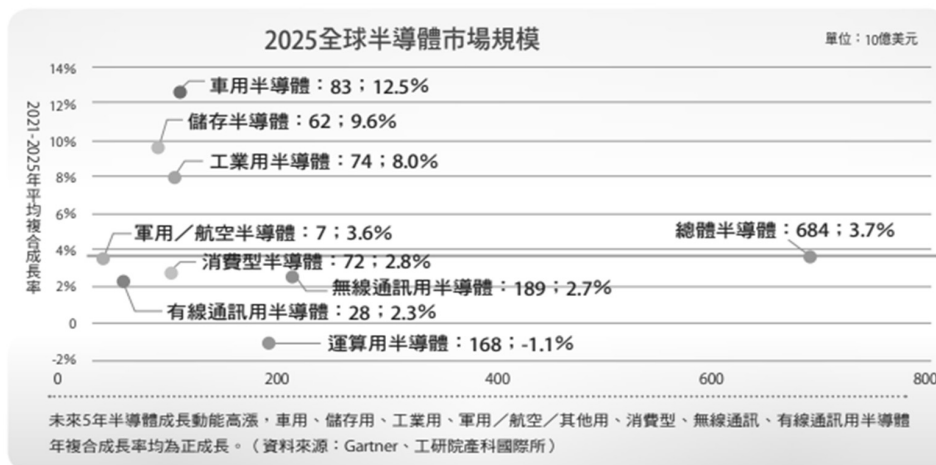 2025全球半導體市場規模
單位：10億美元
2021-2025年平均複合成長率
14%
12%
10%
8%
6%
4%
2%
0
-2%
車用半導體：83；12.5%
儲存半導體：62；9.6%
工業用半導體：74；8.0%
軍用／航空半導體：7；3.6%
總體半導體：684；3.7%
消費型半導體：72；2.8%
無線通訊用半導體：189；2.7%
有線通訊用半導體：28；2.3%
運算用半導體：168；-1.1%
0 200 400 600 800
未來5年半導體成長動能高漲，車用、儲存用、工業用、軍用／航空／其他用、消費型、無線通訊、有線通訊用半導體
年複合成長率均為正成長。（資料來源：Gartner、工研院產科國際所）